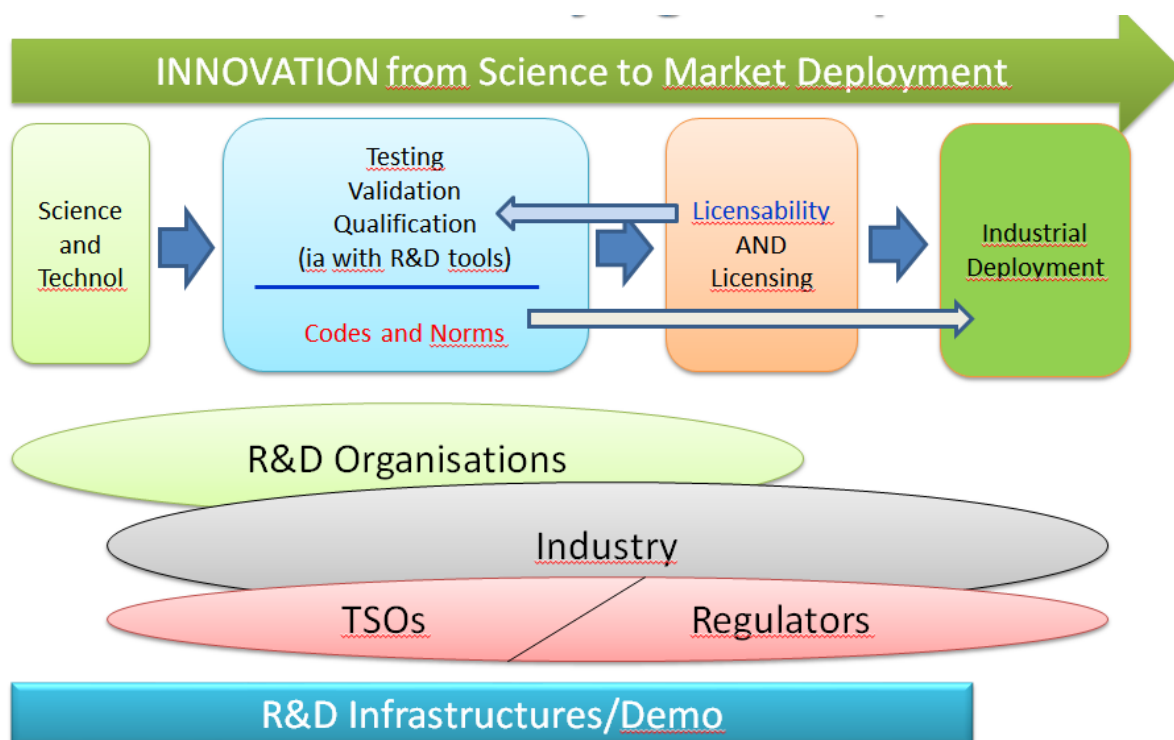 INNOVATION from Science to Market Deployment
Science
and
Technol
Testing
Validation
Qualification
(ia with R&D tools)
Codes and Norms
Licensability
AND
Licensing
Industrial
Deployment
R&D Organisations
Industry
TSOs
Regulators
R&D Infrastructures/Demo